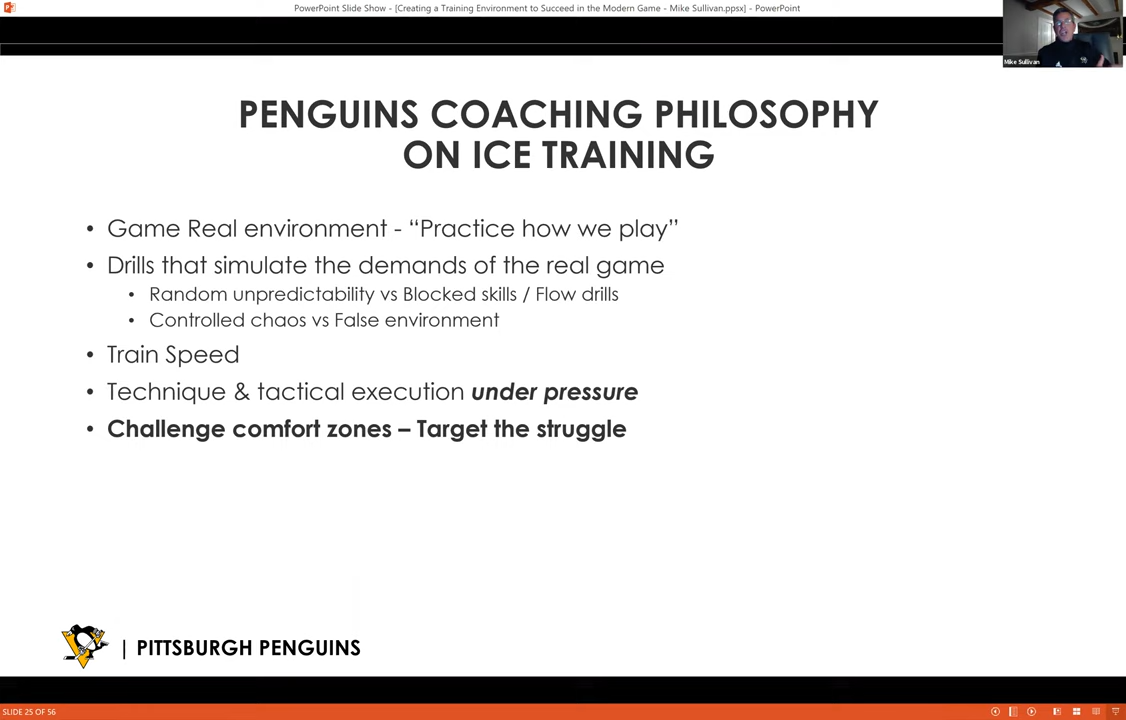 PowerPoint Slide Show - [Creating a Training Environment to Succeed in the Modern Game - Mike Sullivan.ppsx] - PowerPoint
Mike Sullivan
PENGUINS COACHING PHILOSOPHY
ON ICE TRAINING
• Game Real environment - “Practice how we play”
• Drills that simulate the demands of the real game
• Random unpredictability vs Blocked skills / Flow drills
• Controlled chaos vs False environment
• Train Speed
• Technique & tactical execution under pressure
• Challenge comfort zones – Target the struggle
| PITTSBURGH PENGUINS
SLIDE 25 OF 56